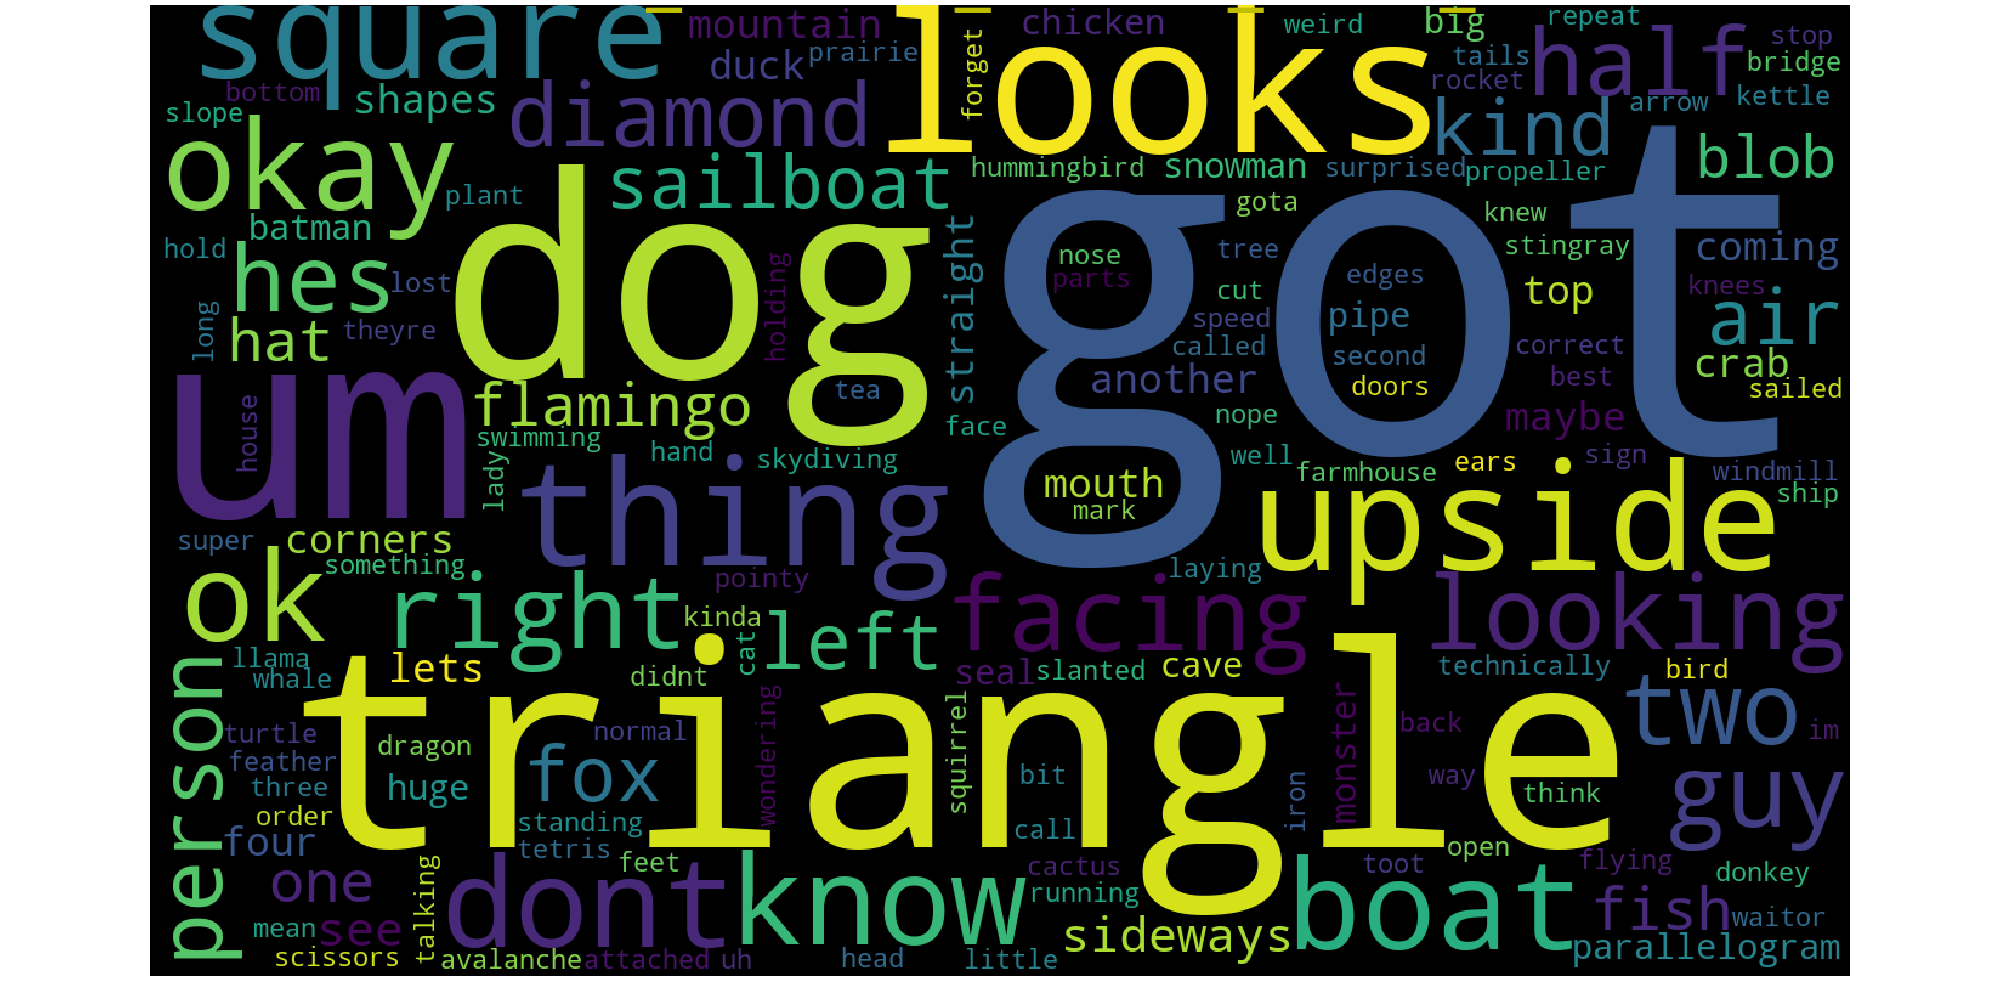 square
looks
mountain
chicken
weird
big
repeat
half
stop
duck
prairie
forget
tails
bridge
bottom
shapes
diamond
rocket
kind
arrow
kettle
slope
okay
sailboat
hummingbird
snowman
surprised
propeller
blob
plant
dog
got
gota
knew
batman
hes
hold
lost
holding
straight
nose
tree
edges
stingray
coming
parts
cut
top
knees
long
hat
theyre
speed
pipe
air
um
called
second
correct
crab
tea
another
doors
best
sailed
flamingo
house
face
nope
maybe
swimming
lady
hand
skydiving
well
farmhouse
ears
sign
windmill
thing
mouth
mark
upside
ship
super
corners
ok
something
pointy
laying
right
kinda
left
facing
looking
cat
person
llama
whale
lets
didnt
seal
slanted
cave
technically
bird
triangle
two
turtle
feather
three
dragon
normal
wondering
squirrel
monster
back
im
huge
fox
bit
iron
way
think
guy
order
four
standing
tetris
call
one
talking
dont
feet
know
cactus
running
boat
toot
open
flying
donkey
mean
see
scissors
sideways
fish
waitor
avalanche
attached
uh
head
little
parallelogram